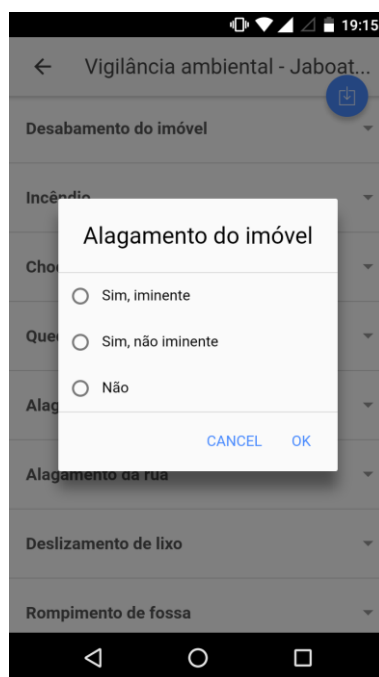 19:15
Vigilância ambiental - Jaboat...
Desabamento do imóvel
Incêndio
Alagamento do imóvel
Sim, iminente
Sim, não iminente
Não
CANCEL OK
Alagamento da rua
Deslizamento de lixo
Rompimento de fossa